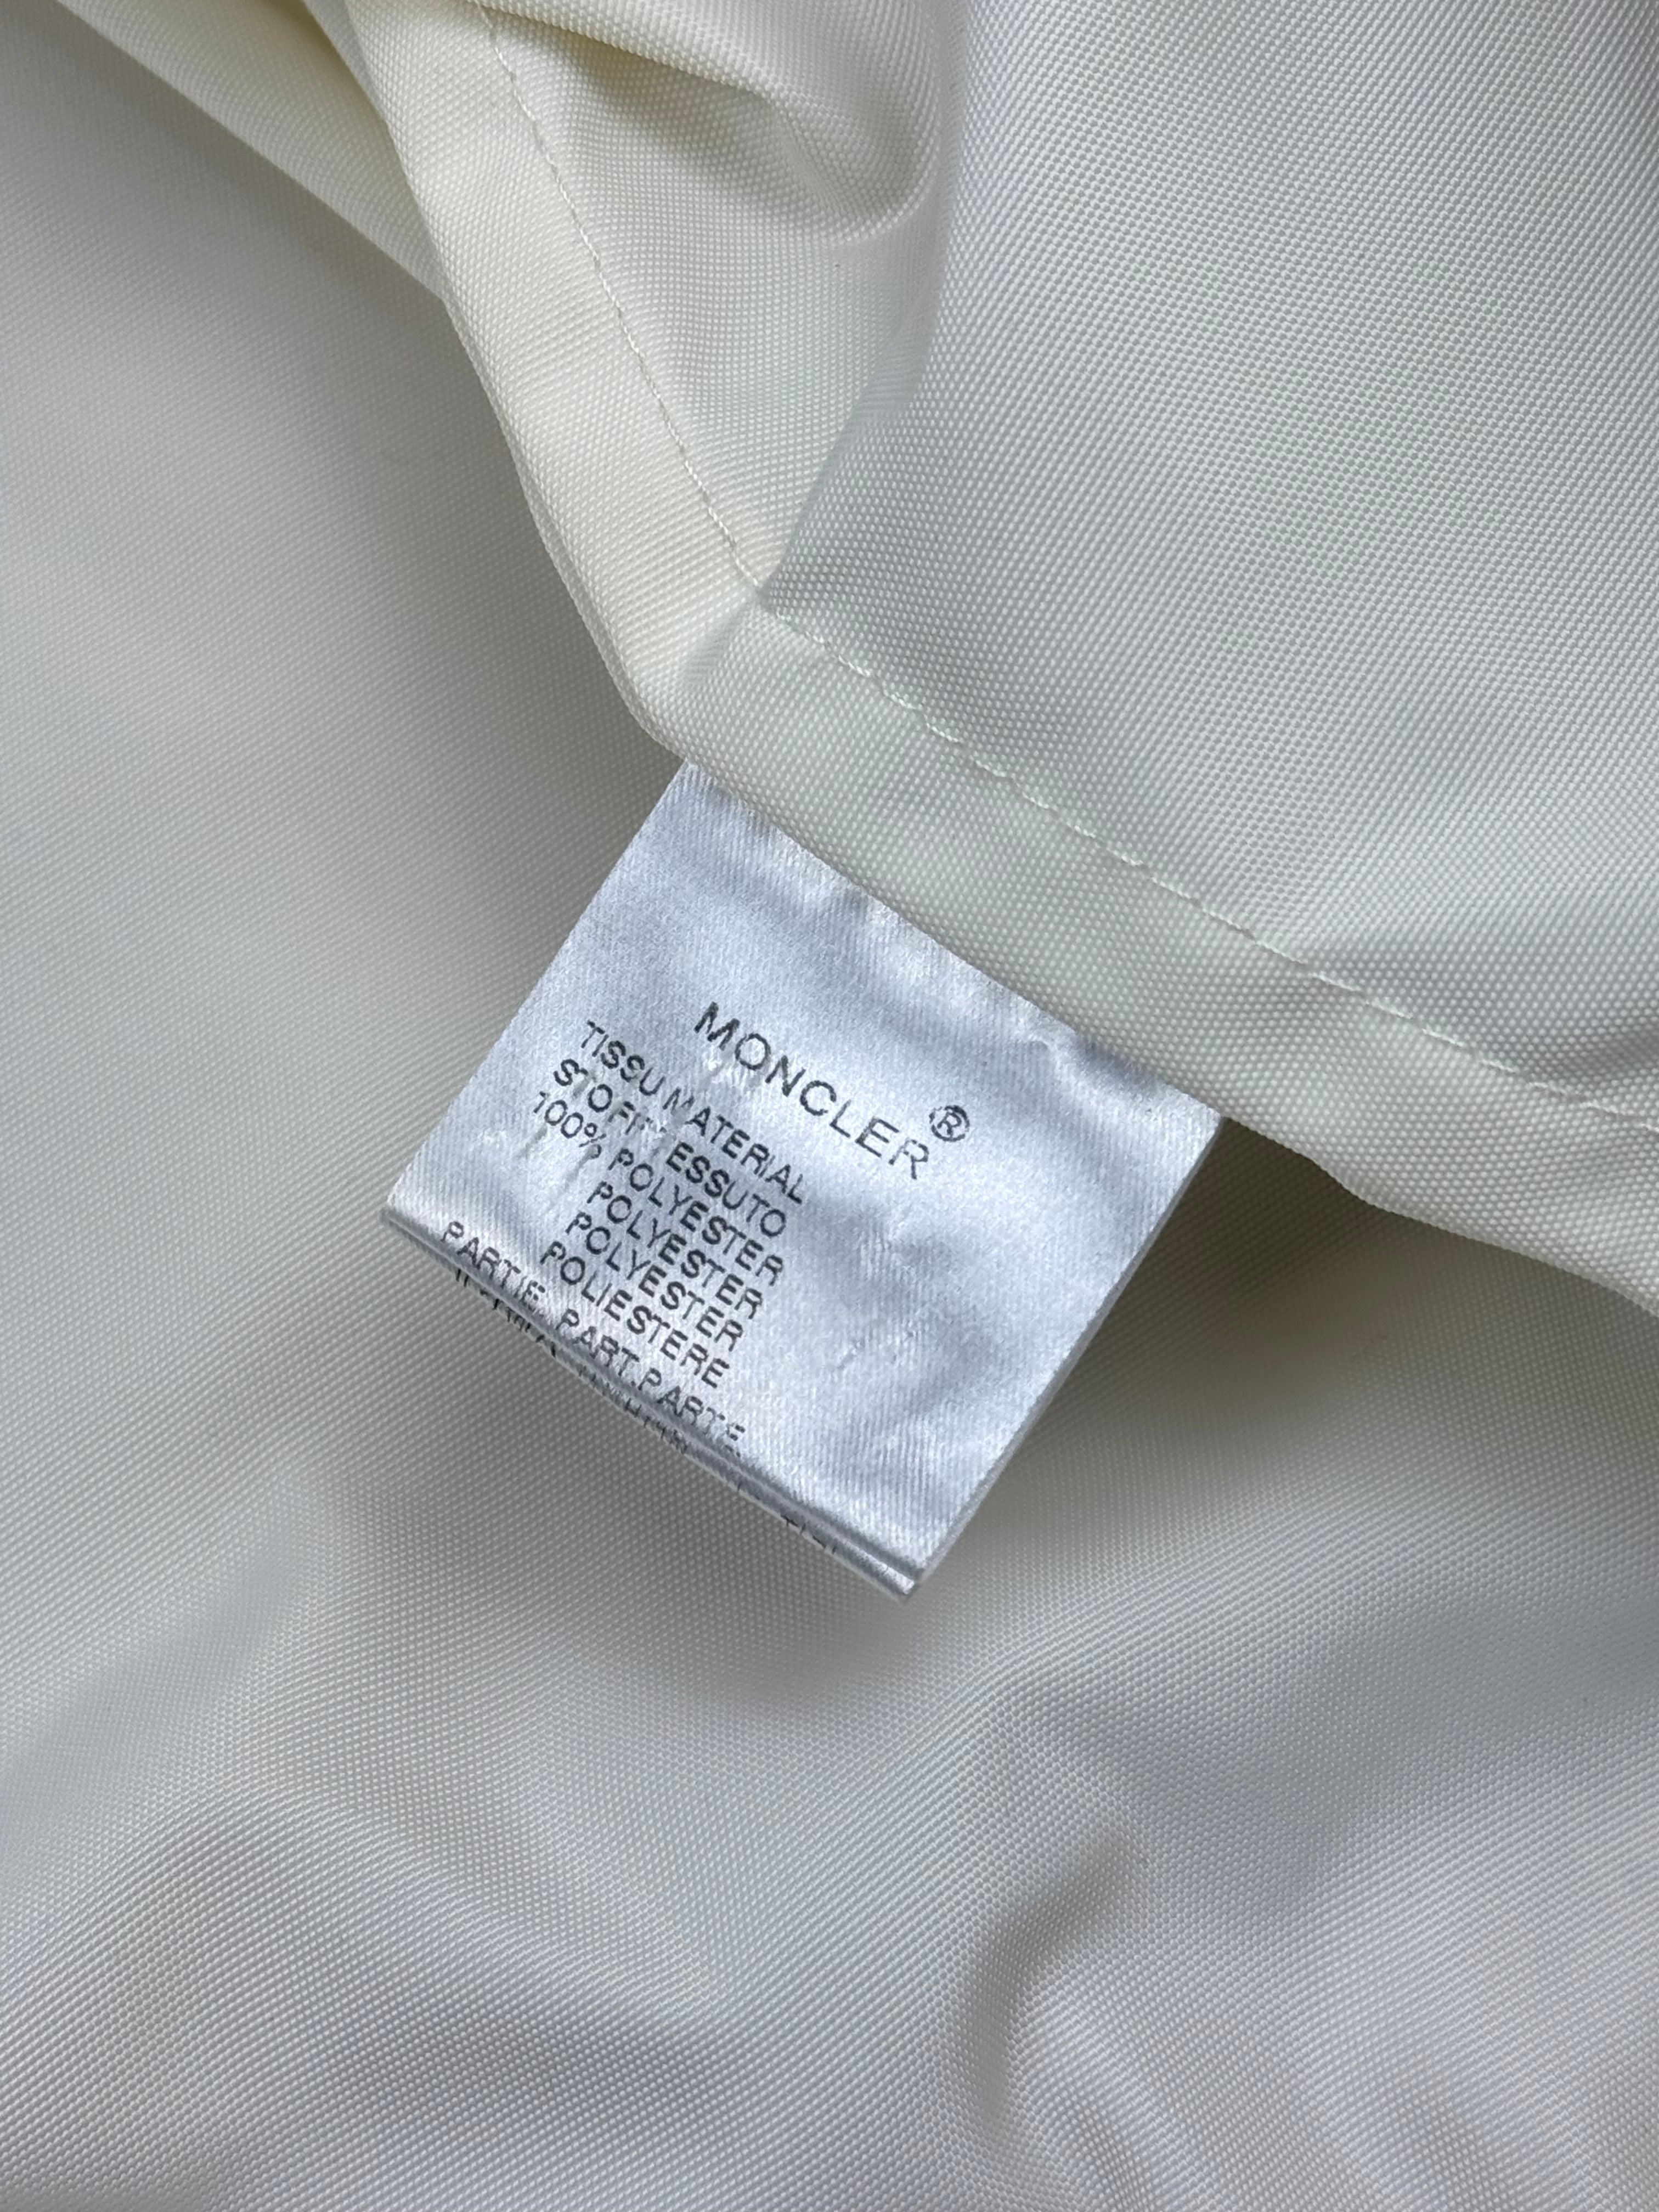 MONCLER®
TISSU MATERIAL
STOFF TESSUTO
100% POLYESTER
POLYESTER
POLYESTER
POLIESTERE
PARTIE, PART.PARTE